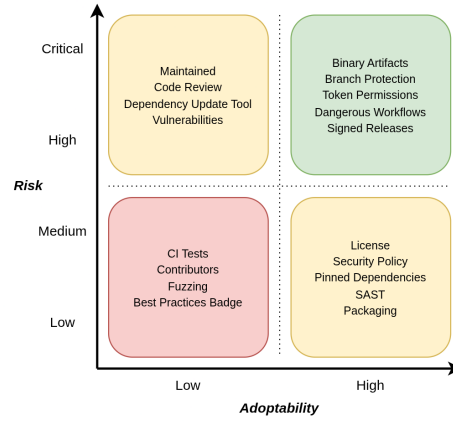 Critical
High
Risk
Medium
Low
Maintained
Code Review
Dependency Update Tool
Vulnerabilities
Binary Artifacts
Branch Protection
Token Permissions
Dangerous Workflows
Signed Releases
CI Tests
Contributors
Fuzzing
Best Practices Badge
License
Security Policy
Pinned Dependencies
SAST
Packaging
Low
High
Adoptability